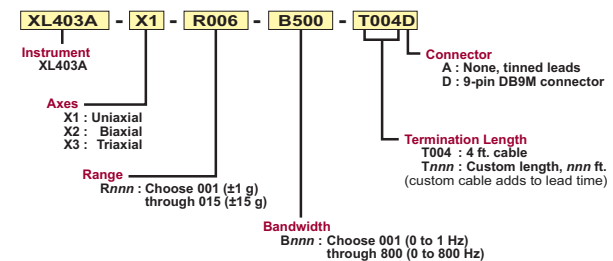 XL403A - X1 - R006 - B500 - T004D
Instrument
XL403A
Connector
A : None, tinned leads
D : 9-pin DB9M connector
Axes
X1 : Uniaxial
X2 : Biaxial
X3 : Triaxial
Termination Length
T004 : 4 ft. cable
Tnnn : Custom length, nnn ft.
(custom cable adds to lead time)
Range
Rnnn : Choose 001 (±1 g)
through 015 (±15 g)
Bandwidth
Bnnn : Choose 001 (0 to 1 Hz)
through 800 (0 to 800 Hz)